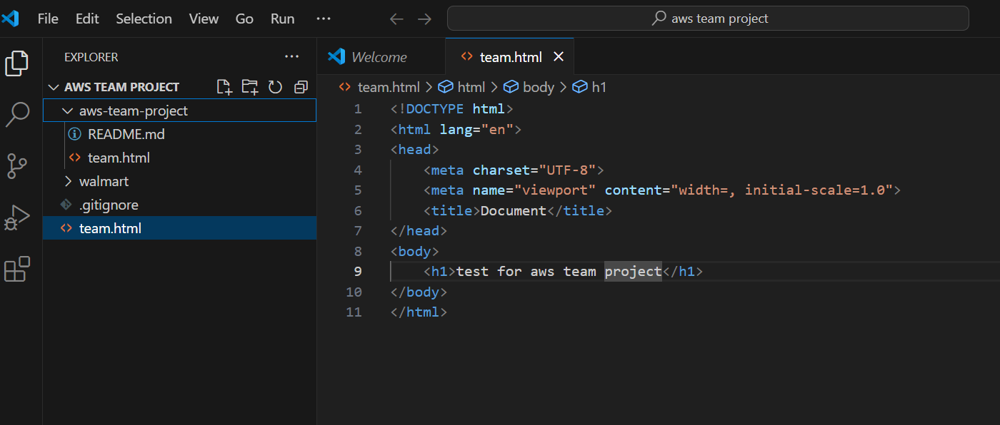 File Edit Selection View Go Run ... aws team project
EXPLORER ...
Welcome team.html
AWS TEAM PROJECT
aws-team-project
README.md
team.html
walmart
.gitignore
team.html
team.html > html > body > h1
1 <!DOCTYPE html>
2 <html lang="en">
3 <head>
4     <meta charset="UTF-8">
5     <meta name="viewport" content="width=, initial-scale=1.0">
6     <title>Document</title>
7 </head>
8 <body>
9     <h1>test for aws team project</h1>
10 </body>
11 </html>